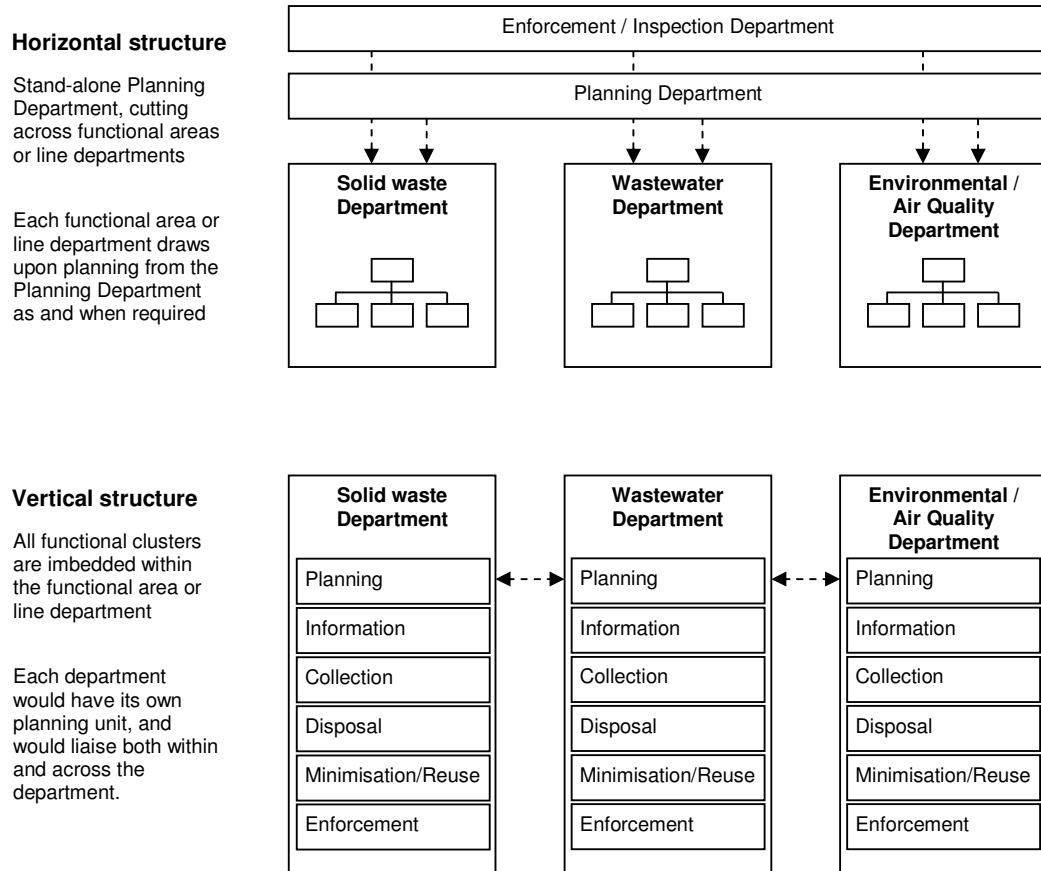 Enforcement / Inspection Department
Horizontal structure
Stand-alone Planning
Department, cutting
across functional areas
or line departments
Planning Department
Each functional area or
line department draws
upon planning from the
Planning Department
as and when required
Solid waste
Department
Wastewater
Department
Environmental /
Air Quality
Department
Vertical structure
All functional clusters
are imbedded within
the functional area or
line department
Each department
would have its own
planning unit, and
would liaise both within
and across the
department.
Solid waste
Department
Planning
Information
Collection
Disposal
Minimisation/Reuse
Enforcement
Wastewater
Department
Planning
Information
Collection
Disposal
Minimisation/Reuse
Enforcement
Environmental /
Air Quality
Department
Planning
Information
Collection
Disposal
Minimisation/Reuse
Enforcement